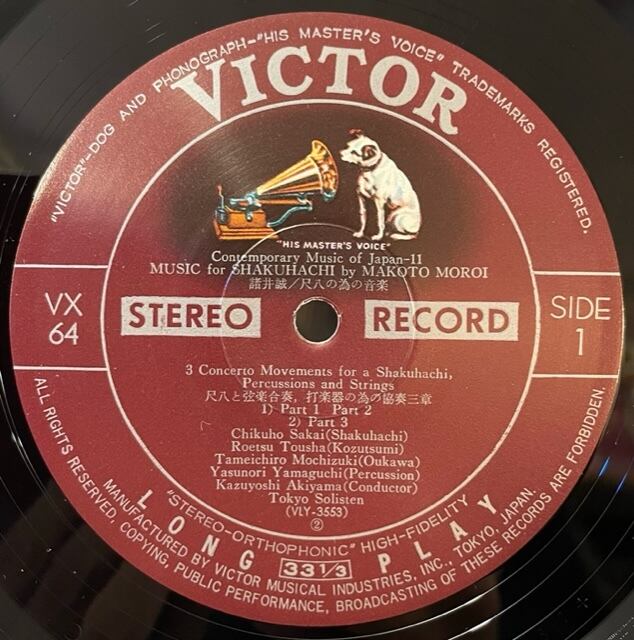 "VICTOR"-DOG AND PHONOGRAPH-"HIS MASTER'S VOICE" TRADEMARKS REGISTERED.
VICTOR
"HIS MASTER'S VOICE"
Contemporary Music of Japan-11
MUSIC for SHAKUHACHI by MAKOTO MOROI
諸井誠／尺八の為の音楽
VX
64
STEREO RECORD
SIDE
1
3 Concerto Movements for a Shakuhachi,
Percussions and Strings
尺八と弦楽合奏，打楽器の為の協奏三章
1) Part 1 Part 2
2) Part 3
Chikuho Sakai(Shakuhachi)
Roetsu Tousha(Kozutsumi)
Tameichiro Mochizuki(Oukawa)
Yasunori Yamaguchi(Percussion)
Kazuyoshi Akiyama(Conductor)
Tokyo Solisten
(VLY-3553)
②
"STEREO-ORTHOPHONIC" HIGH-FIDELITY
LONG 33 1/3 PLAY
MANUFACTURED BY VICTOR MUSICAL INDUSTRIES, INC., TOKYO, JAPAN.
ALL RIGHTS RESERVED, COPYING, PUBLIC PERFORMANCE, BROADCASTING OF THESE RECORDS ARE FORBIDDEN.